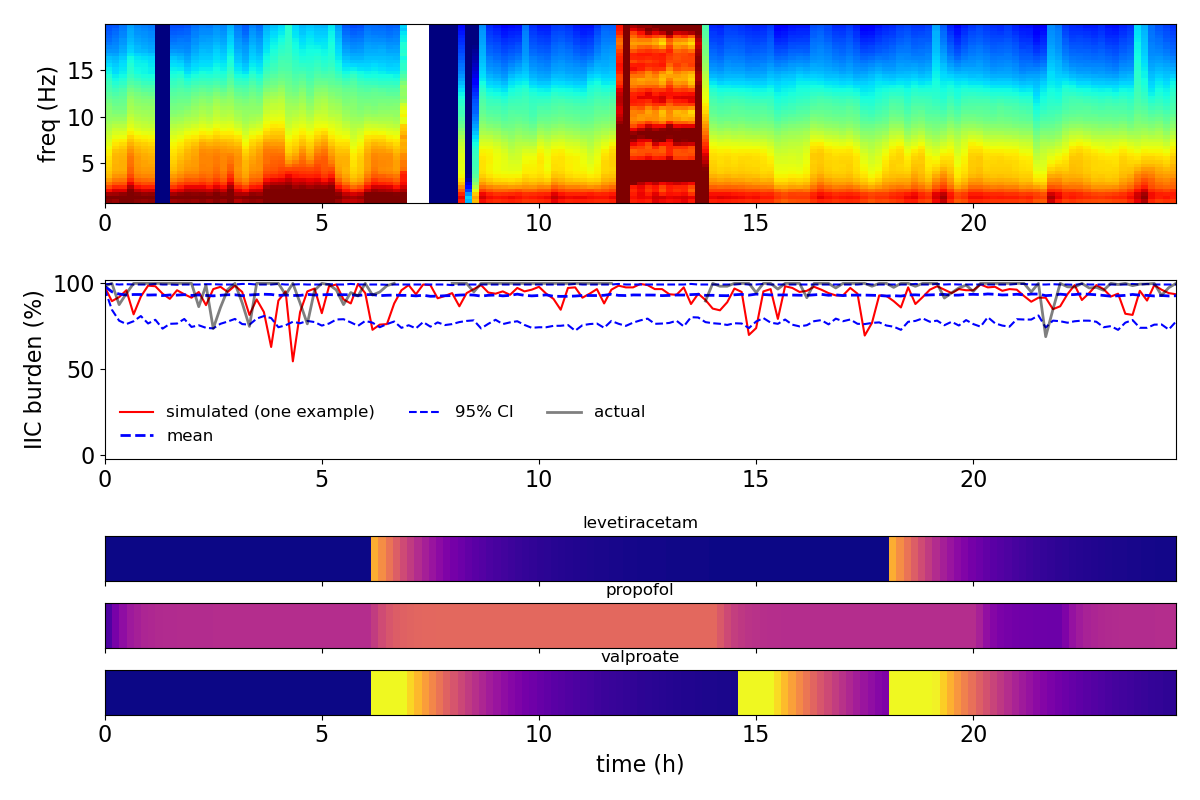 freq (Hz)
15
10
5
0 5 10 15 20
IIC burden (%)
100
50
0
simulated (one example) 95% CI actual
mean
0 5 10 15 20
levetiracetam
propofol
valproate
0 5 10 15 20
time (h)